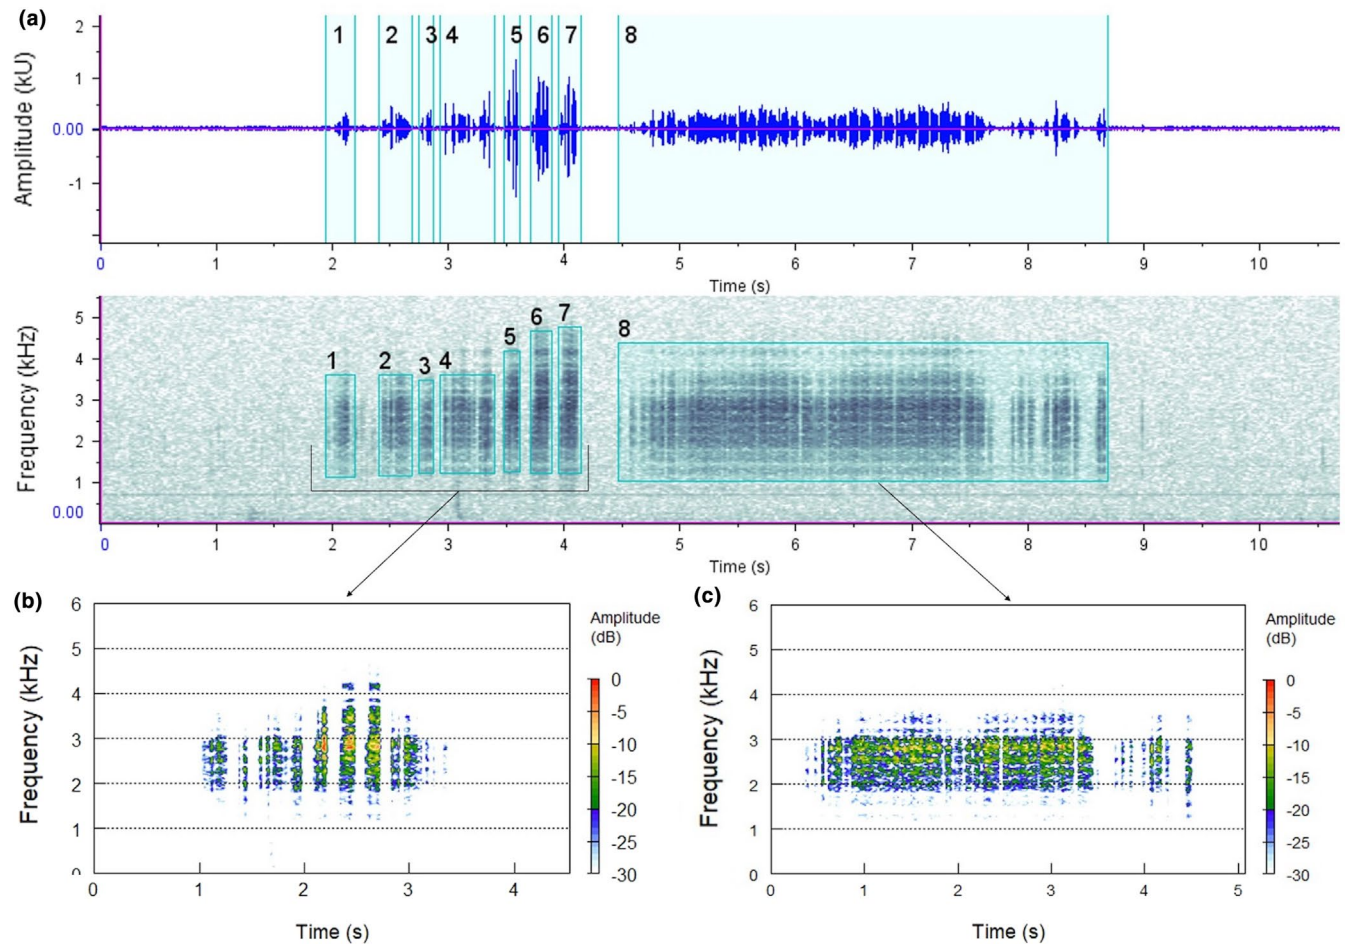 (a)
Amplitude (kU)
2
1
0.00
-1
1 2 3 4 5 6 7 8
0 1 2 3 4 5 6 7 8 9 10
Time (s)
Frequency (kHz)
5
4
3
2
1
0.00
1 2 3 4 5 6 7 8
0 1 2 3 4 5 6 7 8 9 10
Time (s)
(b)
Frequency (kHz)
6
5
4
3
2
1
0
0 1 2 3 4
Time (s)
Amplitude
(dB)
0
-5
-10
-15
-20
-25
-30
(c)
Frequency (kHz)
6
5
4
3
2
1
0
0 1 2 3 4 5
Time (s)
Amplitude
(dB)
0
-5
-10
-15
-20
-25
-30